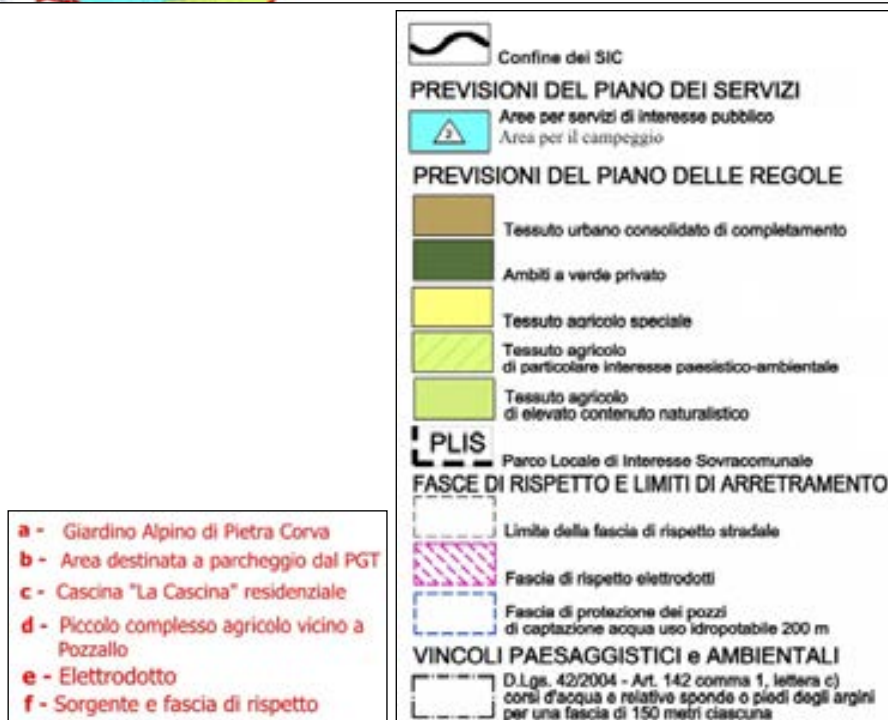 Confine dei SIC
PREVISIONI DEL PIANO DEI SERVIZI
Aree per servizi di interesse pubblico
Area per il campeggio
PREVISIONI DEL PIANO DELLE REGOLE
Tessuto urbano consolidato di completamento
Ambiti a verde privato
Tessuto agricolo speciale
Tessuto agricolo
di particolare interesse paesistico-ambientale
Tessuto agricolo
di elevato contenuto naturalistico
PLIS
Parco Locale di Interesse Sovracomunale
FASCE DI RISPETTO E LIMITI DI ARRETRAMENTO
Limite della fascia di rispetto stradale
Fascia di rispetto elettrodotti
Fascia di protezione dei pozzi
di captazione acqua uso idropotabile 200 m
VINCOLI PAESAGGISTICI e AMBIENTALI
D.Lgs. 42/2004 - Art. 142 comma 1, lettera c)
corsi d'acqua e relative sponde o piedi degli argini
per una fascia di 150 metri ciascuna
a - Giardino Alpino di Pietra Corva
b - Area destinata a parcheggio dal PGT
c - Cascina "La Cascina" residenziale
d - Piccolo complesso agricolo vicino a
Pozzallo
e - Elettrodotto
f - Sorgente e fascia di rispetto